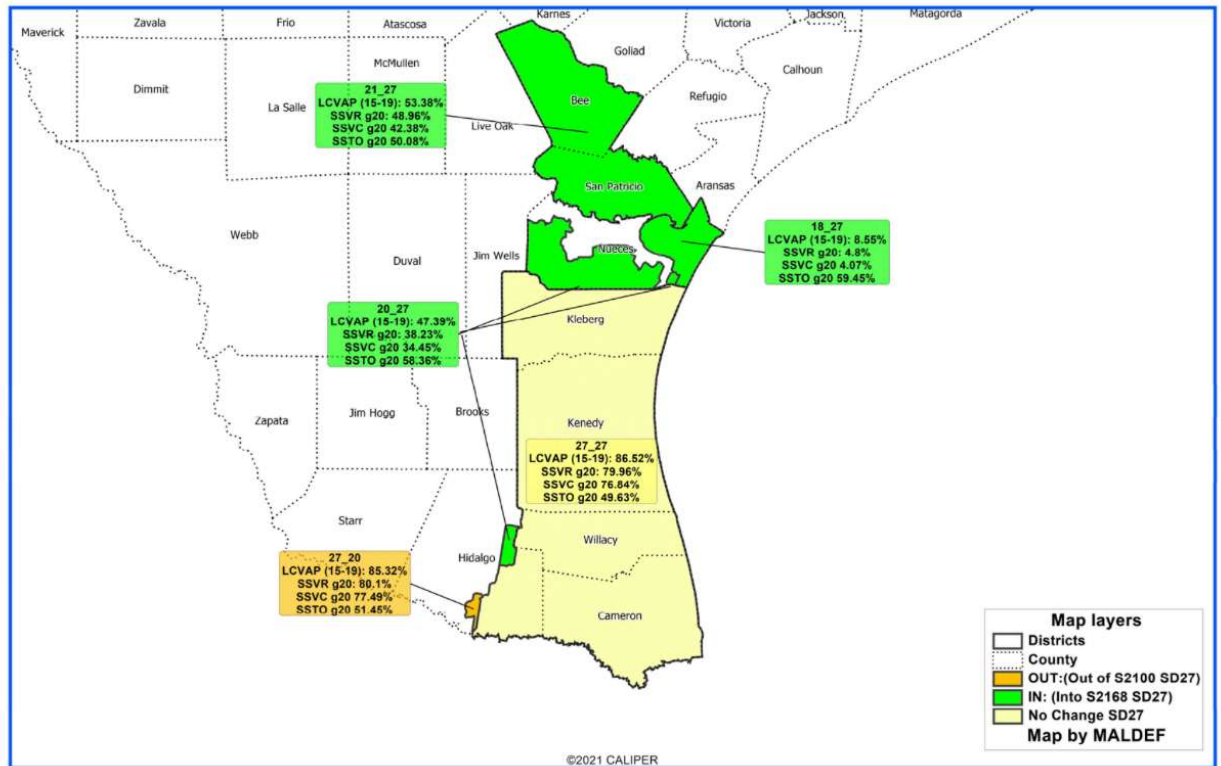 Karnes
Jackson
Matagorda
Zavala
Frio
Atascosa
Victoria
Maverick
Goliad
McMullen
Calhoun
Dimmit
Bee
Refugio
La Salle
Live Oak
21_27
LCVAP (15-19): 53.38%
SSVR g20: 48.96%
SSVC g20 42.38%
SSTO g20 50.08%
San Patricio
Aransas
Webb
Duval
Jim Wells
Nueces
18_27
LCVAP (15-19): 8.55%
SSVR g20: 4.8%
SSVC g20 4.07%
SSTO g20 59.45%
20_27
LCVAP (15-19): 47.39%
SSVR g20: 38.23%
SSVC g20 34.45%
SSTO g20 58.36%
Kleberg
Zapata
Jim Hogg
Brooks
Kenedy
27_27
LCVAP (15-19): 86.52%
SSVR g20: 79.96%
SSVC g20 76.84%
SSTO g20 49.63%
Starr
Hidalgo
Willacy
27_20
LCVAP (15-19): 85.32%
SSVR g20: 80.1%
SSVC g20 77.49%
SSTO g20 51.45%
Cameron
Map layers
Districts
County
OUT:(Out of S2100 SD27)
IN: (Into S2168 SD27)
No Change SD27
Map by MALDEF
©2021 CALIPER